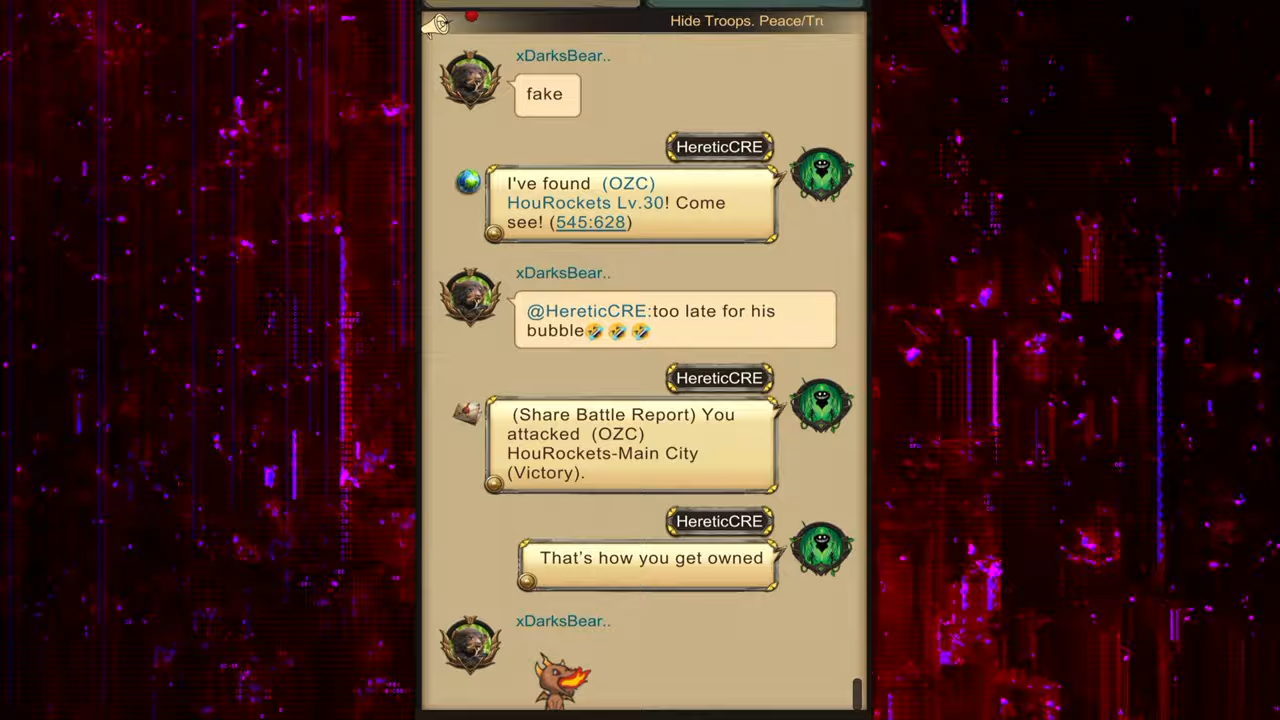 Hide Troops. Peace/Tru
xDarksBear..
fake
HereticCRE
I've found  (OZC)
HouRockets Lv.30! Come
see! (545:628)
xDarksBear..
@HereticCRE:too late for his
bubble🤣🤣🤣
HereticCRE
(Share Battle Report) You
attacked  (OZC)
HouRockets-Main City
(Victory).
HereticCRE
That's how you get owned
xDarksBear..